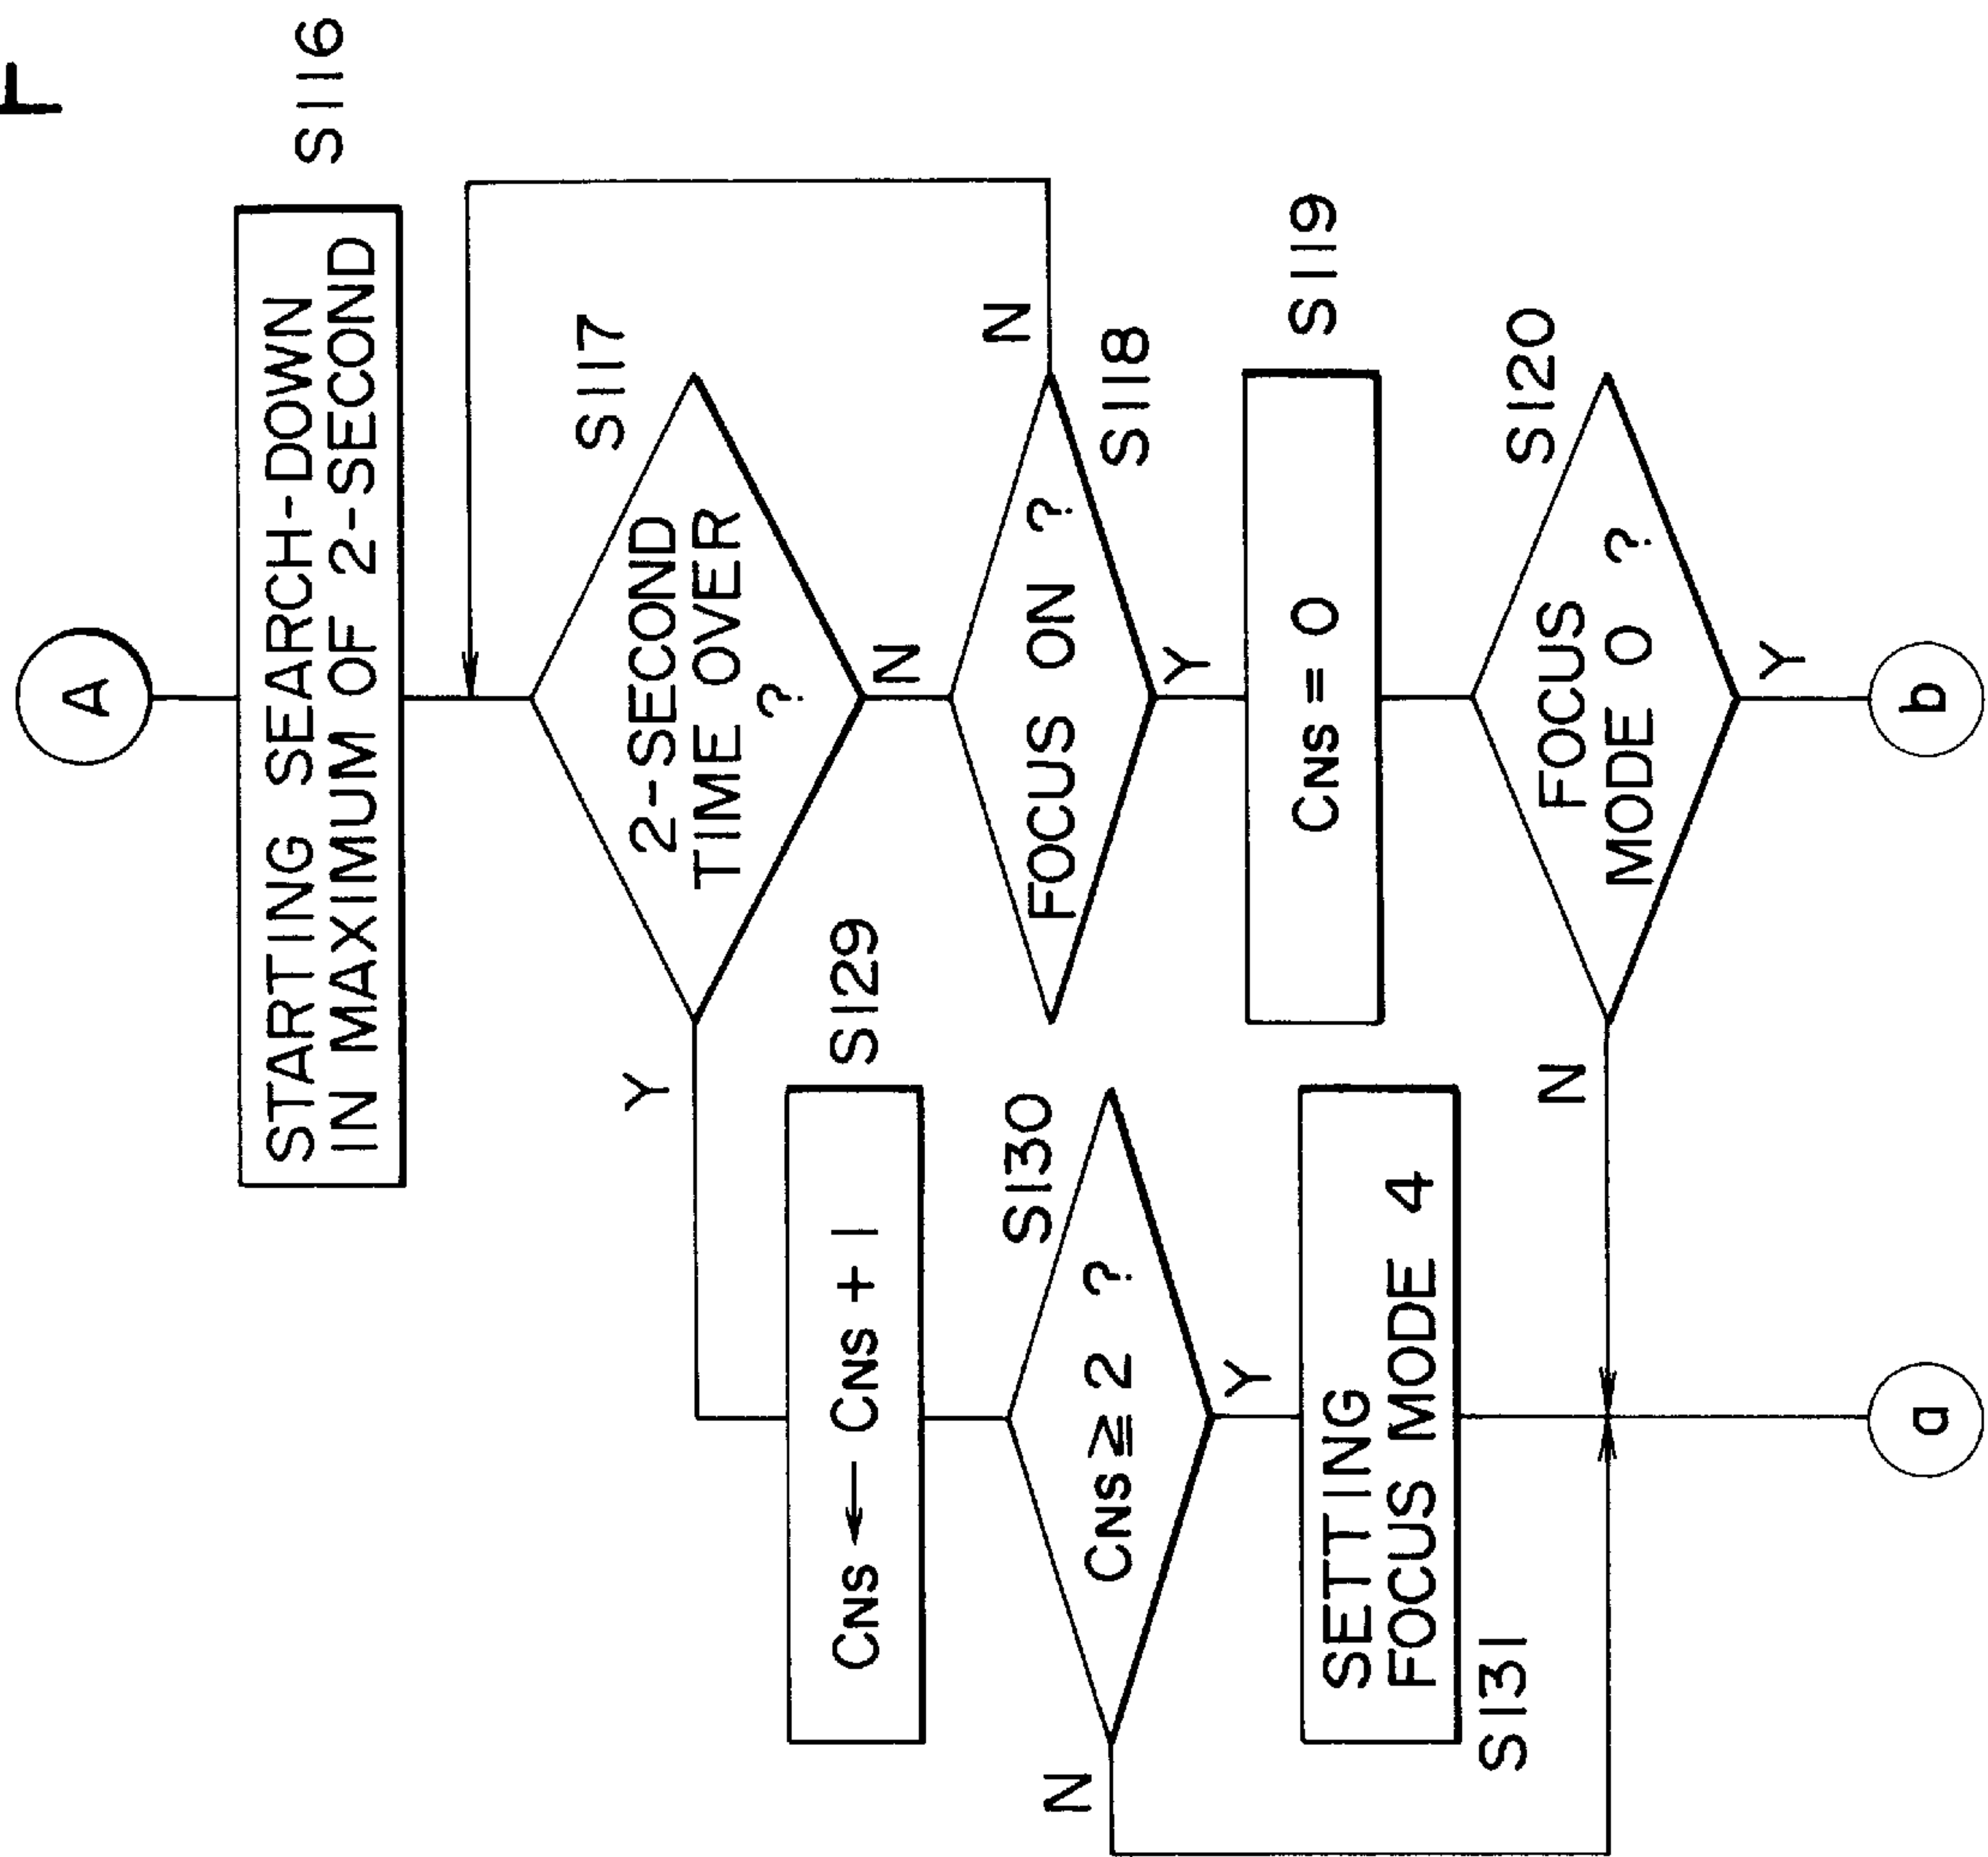 A
STARTING SEARCH-DOWN
IN MAXIMUM OF 2-SECOND
S116
2-SECOND
TIME OVER
?
S117
Y
N
FOCUS ON ?
S118
N
Y
CNS = 0
S119
FOCUS
MODE 0 ?
S120
N
Y
b
CNS ← CNS + 1
S129
CNS ≧ 2 ?
S130
N
Y
SETTING
FOCUS MODE 4
S131
a